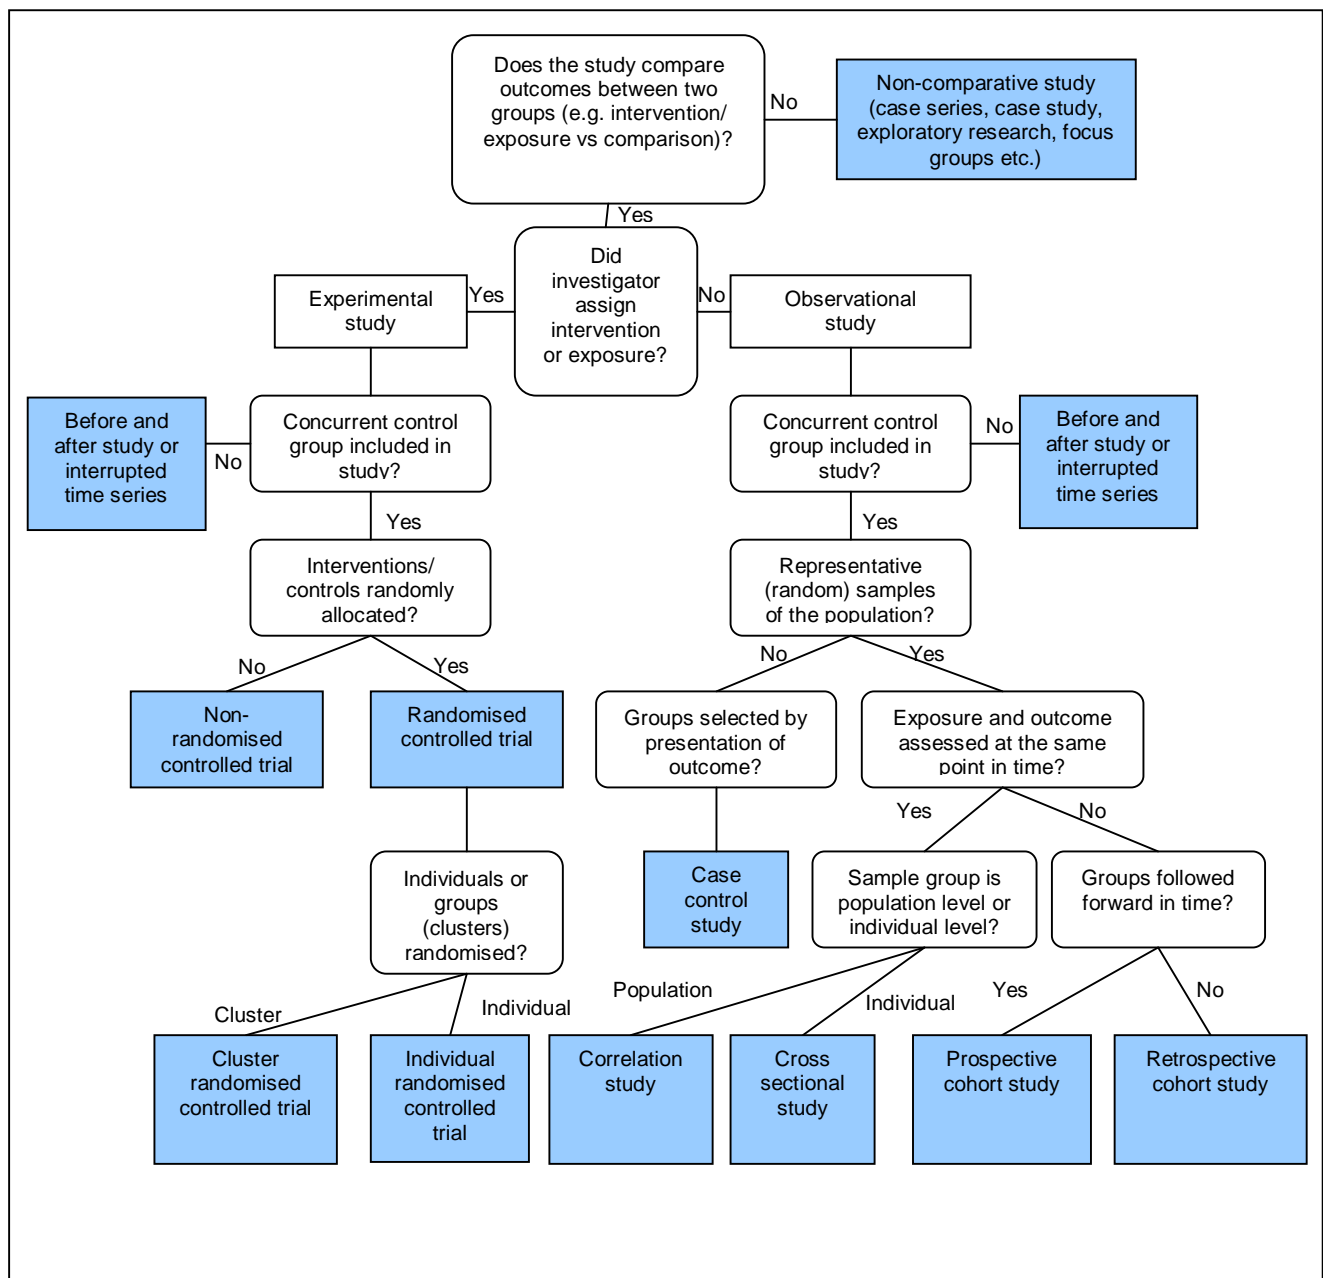 Does the study compare
outcomes between two
groups (e.g. intervention/
exposure vs comparison)?
No
Non-comparative study
(case series, case study,
exploratory research, focus
groups etc.)
Yes
Did
investigator
assign
intervention
or exposure?
Yes
Experimental
study
No
Observational
study
Before and
after study or
interrupted
time series
No
Concurrent control
group included in
study?
Concurrent control
group included in
study?
No
Before and
after study or
interrupted
time series
Yes
Yes
Interventions/
controls randomly
allocated?
Representative
(random) samples
of the population?
No
Yes
No
Yes
Non-
randomised
controlled trial
Randomised
controlled trial
Groups selected by
presentation of
outcome?
Exposure and outcome
assessed at the same
point in time?
Yes
No
Individuals or
groups
(clusters)
randomised?
Case
control
study
Sample group is
population level or
individual level?
Groups followed
forward in time?
Cluster
Individual
Population
Individual
Yes
No
Cluster
randomised
controlled trial
Individual
randomised
controlled
trial
Correlation
study
Cross
sectional
study
Prospective
cohort study
Retrospective
cohort study